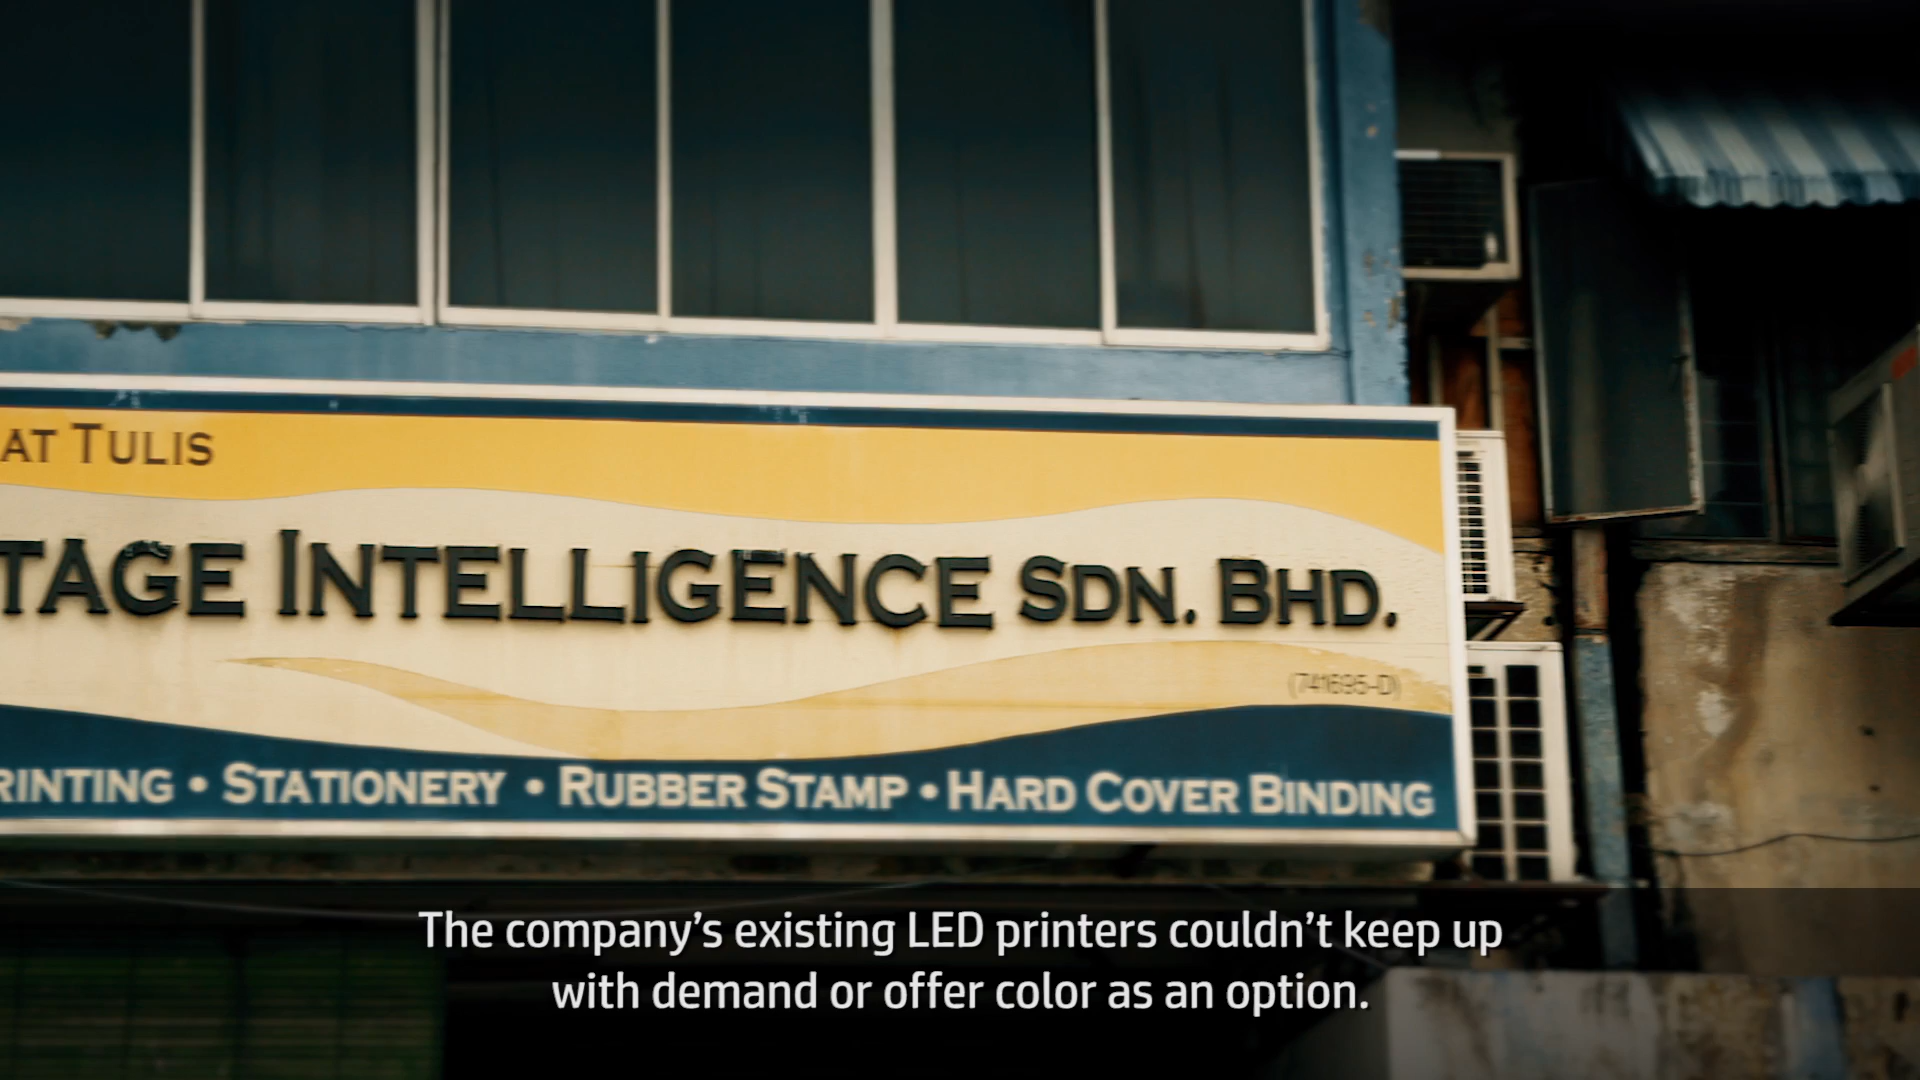 AT TULIS
TAGE INTELLIGENCE SDN. BHD.
(741695-D)
RINTING • STATIONERY • RUBBER STAMP • HARD COVER BINDING
The company’s existing LED printers couldn’t keep up
with demand or offer color as an option.